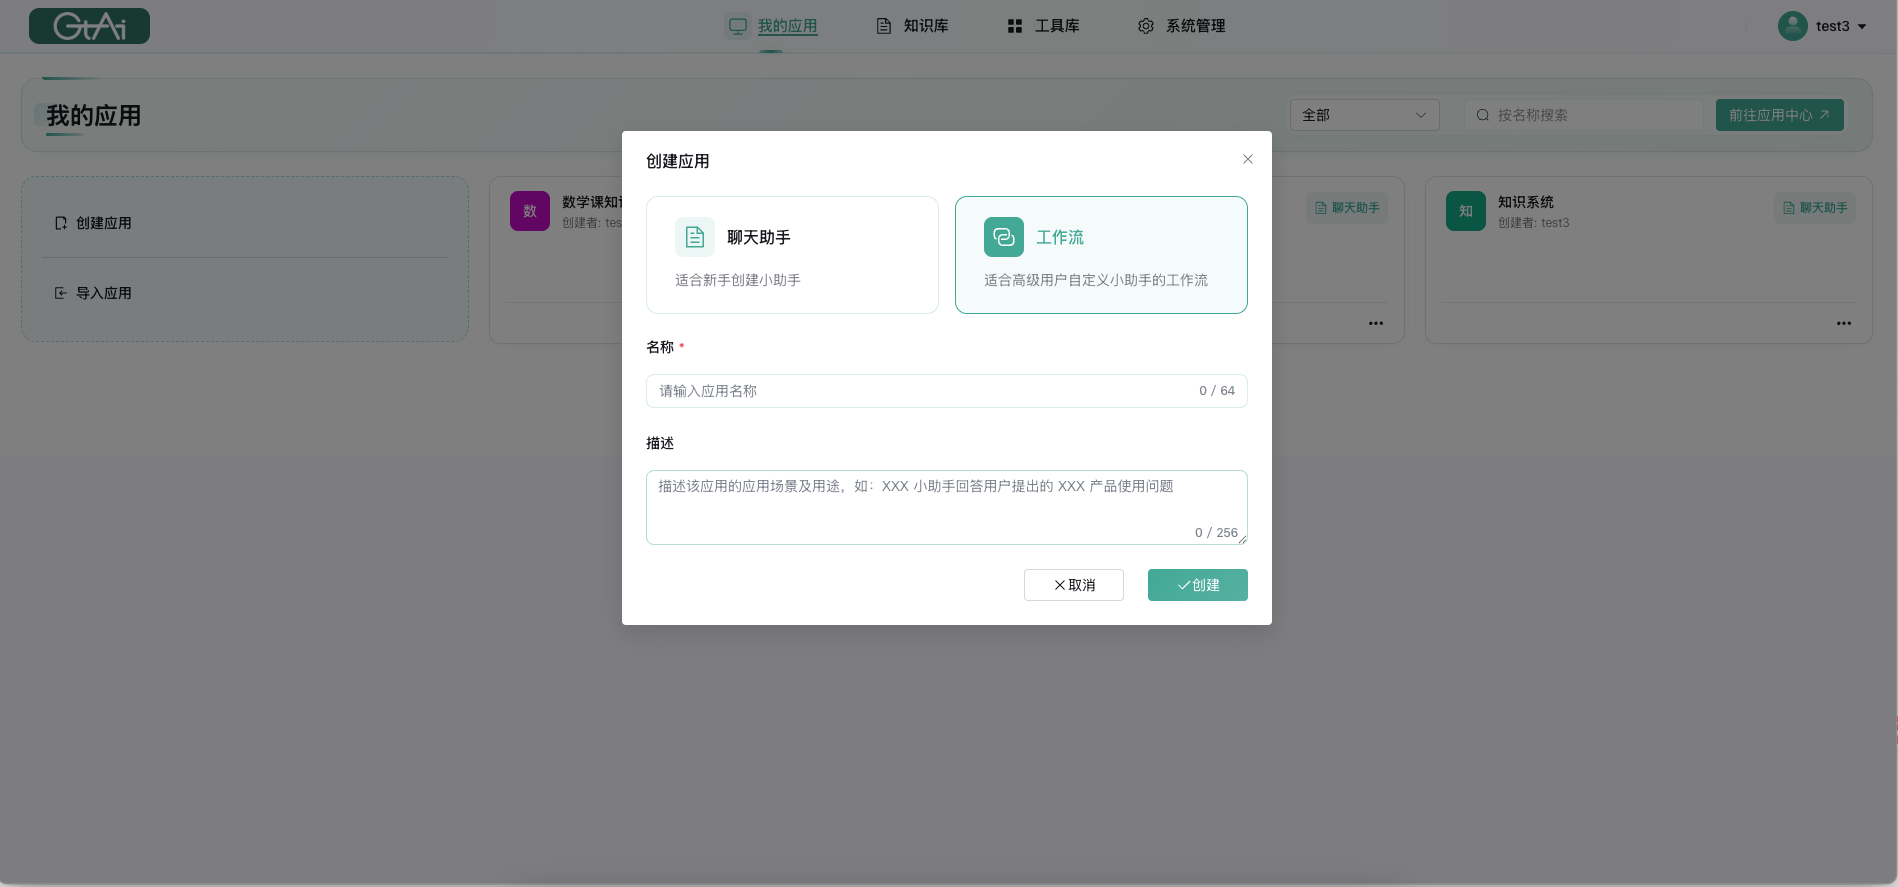 GtAi
我的应用
知识库
工具库
系统管理
test3
我的应用
全部
按名称搜索
前往应用中心
创建应用
导入应用
数
数学课知
创建者: tes
聊天助手
知
知识系统
创建者: test3
聊天助手
创建应用
聊天助手
适合新手创建小助手
工作流
适合高级用户自定义小助手的工作流
名称 *
请输入应用名称
0 / 64
描述
描述该应用的应用场景及用途，如：XXX 小助手回答用户提出的 XXX 产品使用问题
0 / 256
取消
创建